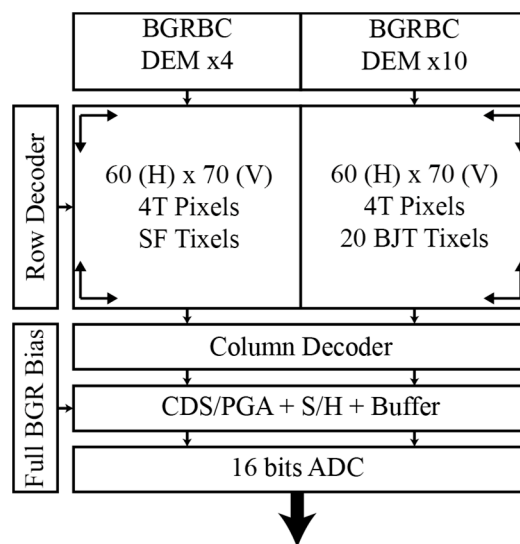 BGRBC
DEM x4
BGRBC
DEM x10
Row Decoder
60 (H) x 70 (V)
4T Pixels
SF Tixels
60 (H) x 70 (V)
4T Pixels
20 BJT Tixels
Full BGR Bias
Column Decoder
CDS/PGA + S/H + Buffer
16 bits ADC